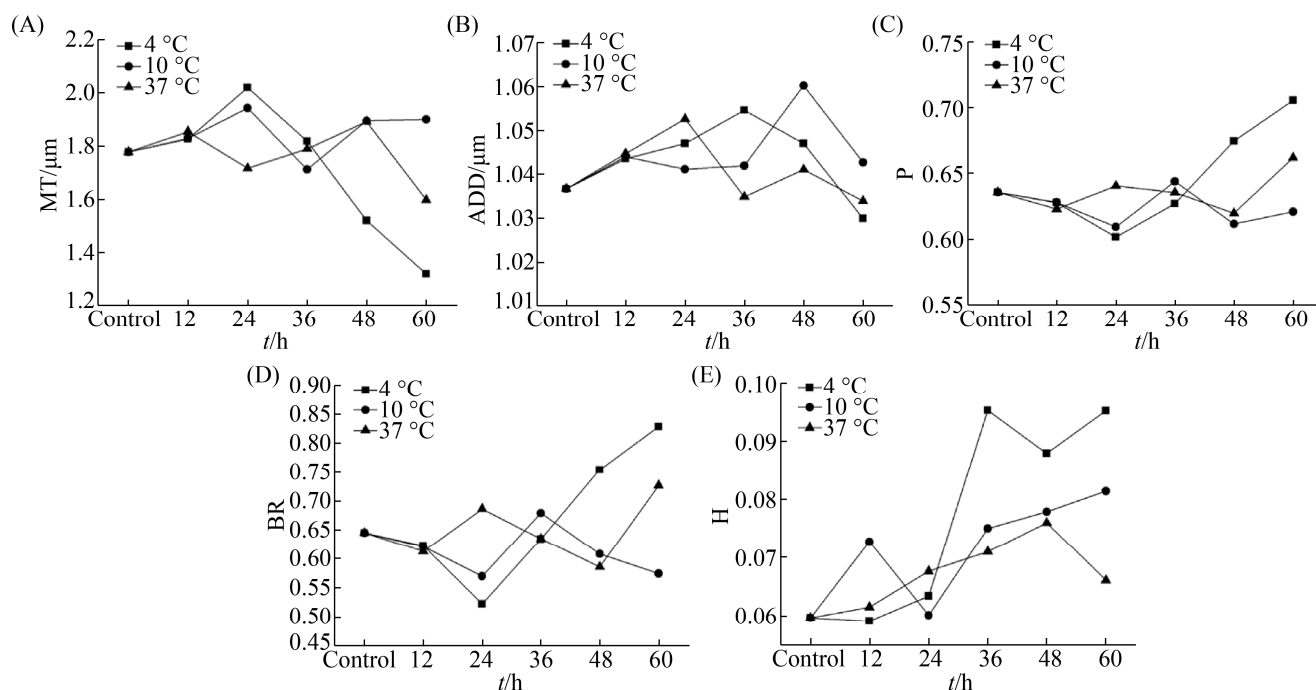 (A)
MT/μm
2.2
2.0
1.8
1.6
1.4
1.2
4 °C
10 °C
37 °C
Control 12 24 36 48 60
t/h
(B)
ADD/μm
1.07
1.06
1.05
1.04
1.03
1.02
1.01
4 °C
10 °C
37 °C
Control 12 24 36 48 60
t/h
(C)
P
0.75
0.70
0.65
0.60
0.55
4 °C
10 °C
37 °C
Control 12 24 36 48 60
t/h
(D)
BR
0.90
0.85
0.80
0.75
0.70
0.65
0.60
0.55
0.50
0.45
4 °C
10 °C
37 °C
Control 12 24 36 48 60
t/h
(E)
H
0.10
0.09
0.08
0.07
0.06
4 °C
10 °C
37 °C
Control 12 24 36 48 60
t/h